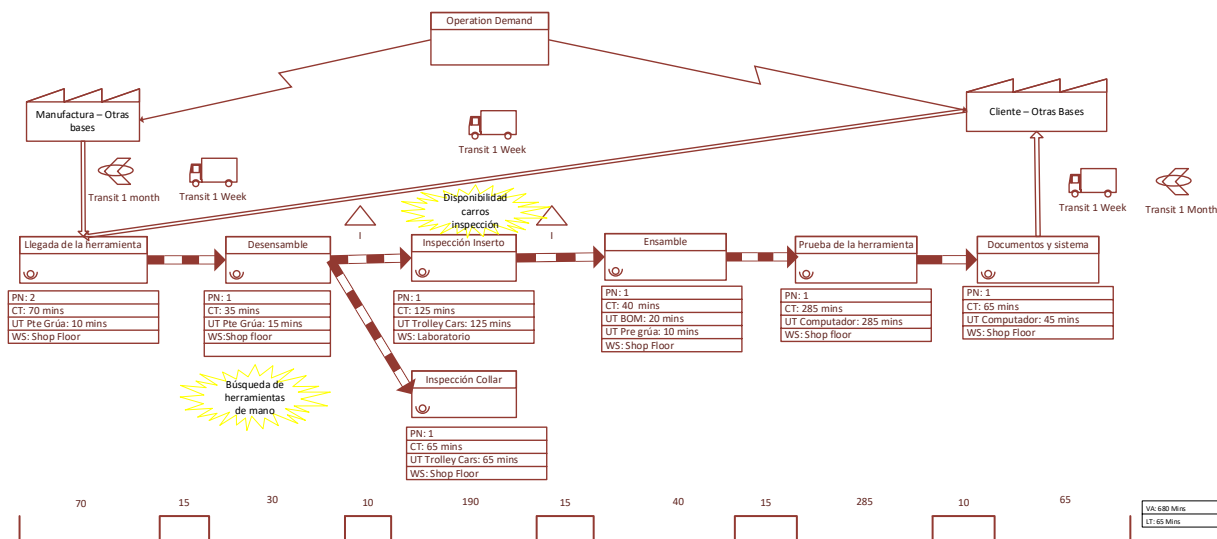 Operation Demand
Manufactura – Otras
bases
Cliente – Otras Bases
Transit 1 Week
Transit 1 month
Transit 1 Week
Transit 1 Week
Transit 1 Month
Disponibilidad
carros
inspección
I
I
Llegada de la herramienta
Desensamble
Inspección Inserto
Ensamble
Prueba de la herramienta
Documentos y sistema
PN: 2
CT: 70 mins
UT Pte Grúa: 10 mins
WS: Shop Floor
PN: 1
CT: 35 mins
UT Pte Grúa: 15 mins
WS:Shop floor
PN: 1
CT: 125 mins
UT Trolley Cars: 125 mins
WS: Laboratorio
PN: 1
CT: 40 mins
UT BOM: 20 mins
UT Pre grúa: 10 mins
WS: Shop Floor
PN: 1
CT: 285 mins
UT Computador: 285 mins
WS: Shop floor
PN: 1
CT: 65 mins
UT Computador: 45 mins
WS: Shop Floor
Búsqueda de
herramientas
de mano
Inspección Collar
PN: 1
CT: 65 mins
UT Trolley Cars: 65 mins
WS: Shop Floor
70
15
30
10
190
15
40
15
285
10
65
VA: 680 Mins
LT: 65 Mins